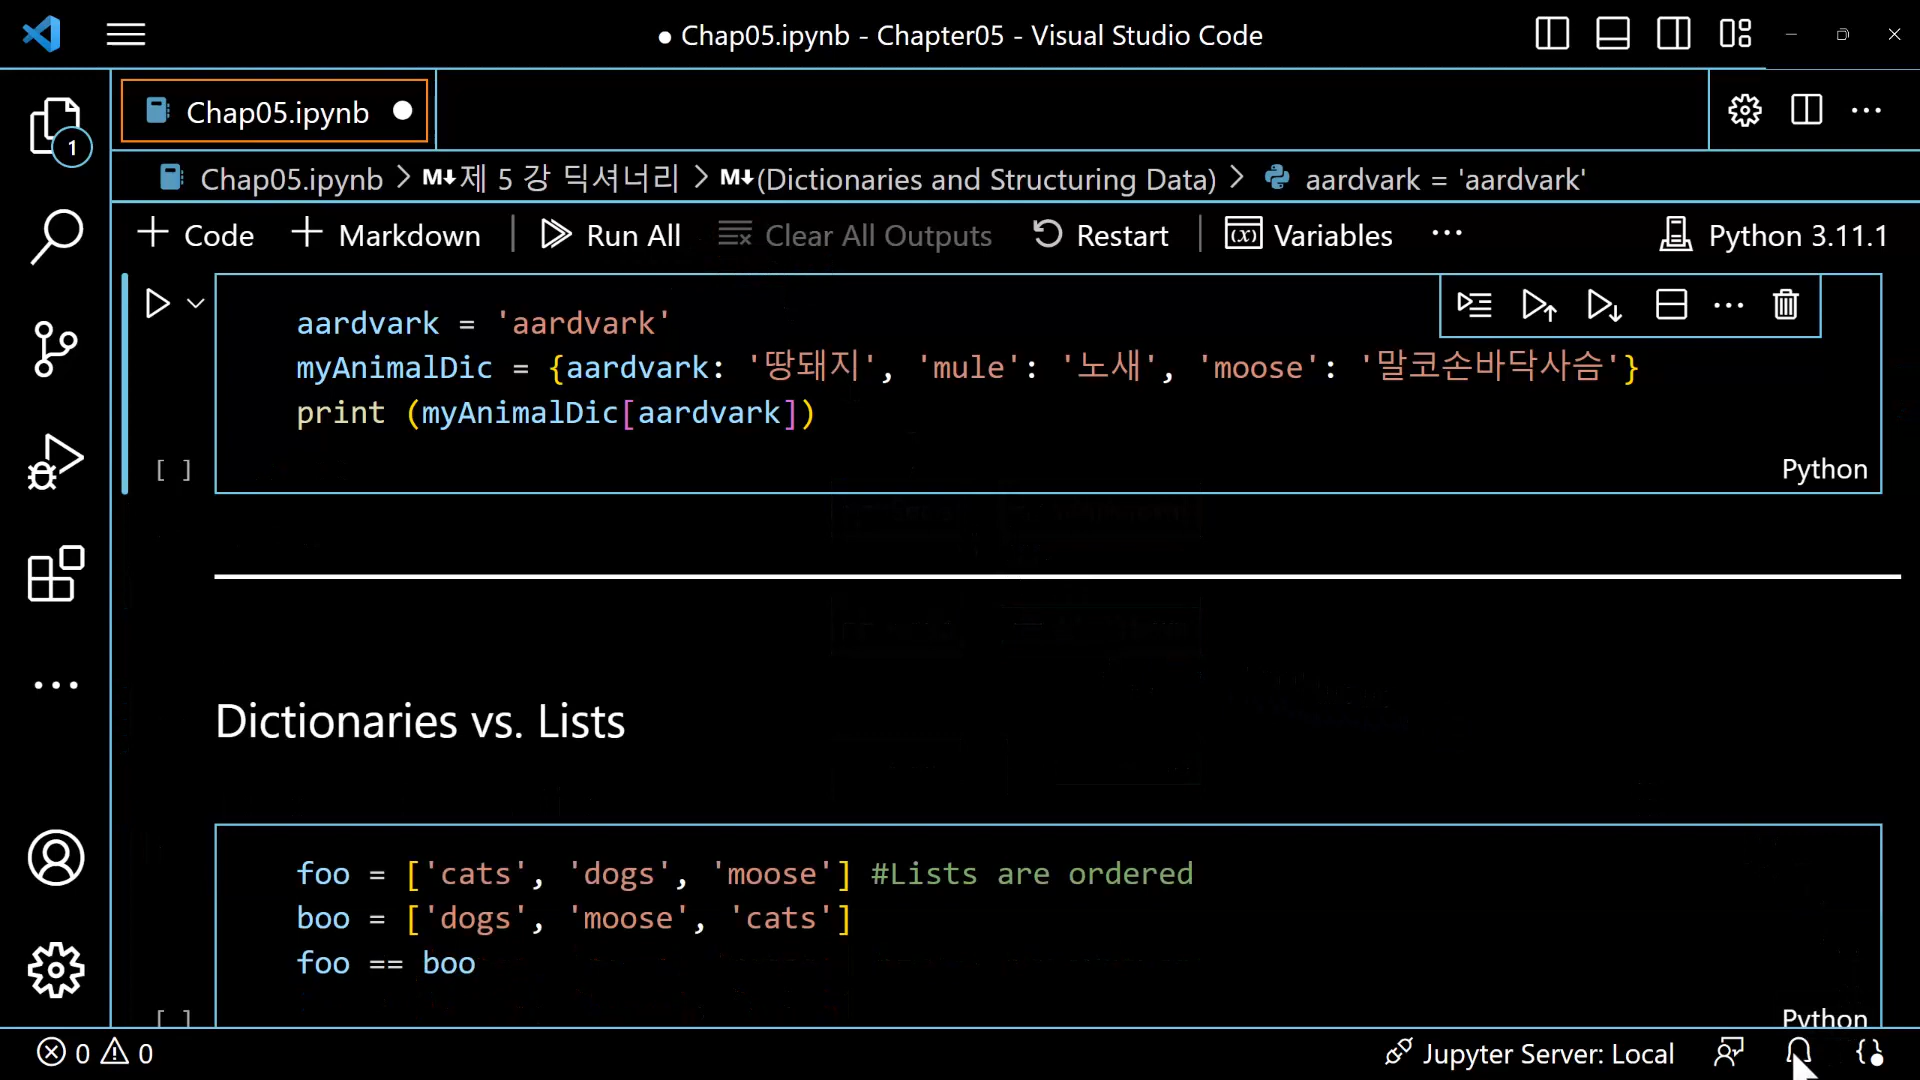 ● Chap05.ipynb - Chapter05 - Visual Studio Code
Chap05.ipynb ●
1
Chap05.ipynb > M↓제 5 강 딕셔너리 > M↓(Dictionaries and Structuring Data) > aardvark = 'aardvark'
+ Code + Markdown | Run All Clear All Outputs Restart | Variables ··· Python 3.11.1
aardvark = 'aardvark'
myAnimalDic = {aardvark: '땅돼지', 'mule': '노새', 'moose': '말코손바닥사슴'}
print (myAnimalDic[aardvark])
[ ]
Python
Dictionaries vs. Lists
foo = ['cats', 'dogs', 'moose'] #Lists are ordered
boo = ['dogs', 'moose', 'cats']
foo == boo
[ ]
Python
0 0 Jupyter Server: Local